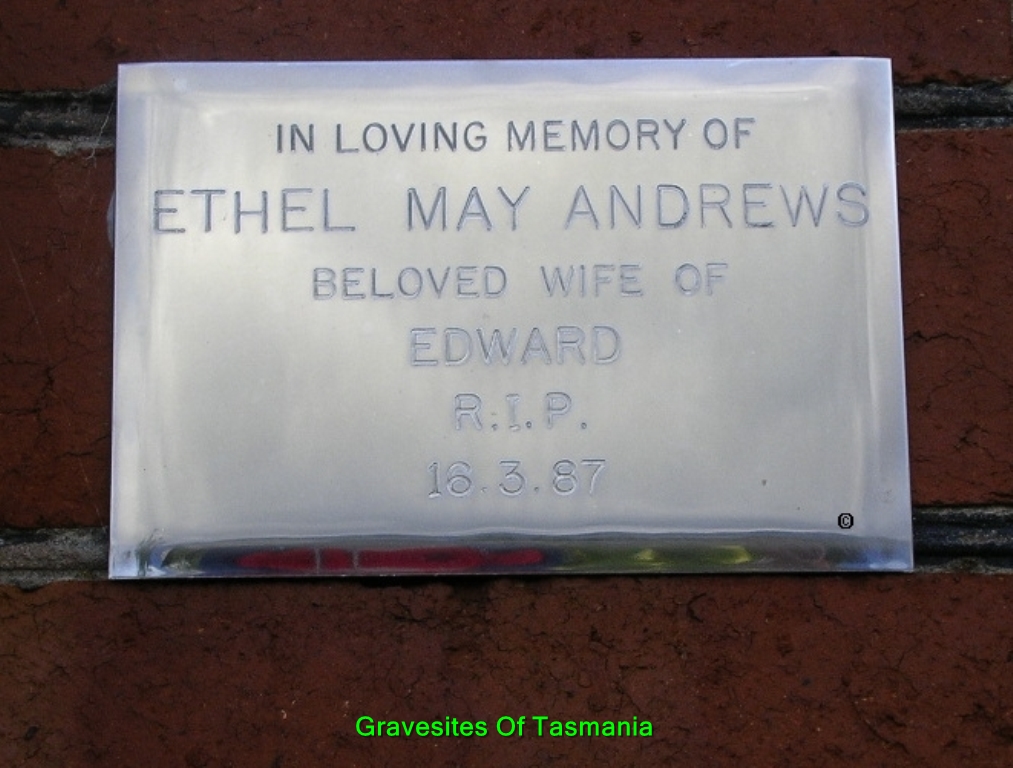 IN LOVING MEMORY OF
ETHEL MAY ANDREWS
BELOVED WIFE OF
EDWARD
R.I.P.
16.3.87
©
Gravesites Of Tasmania